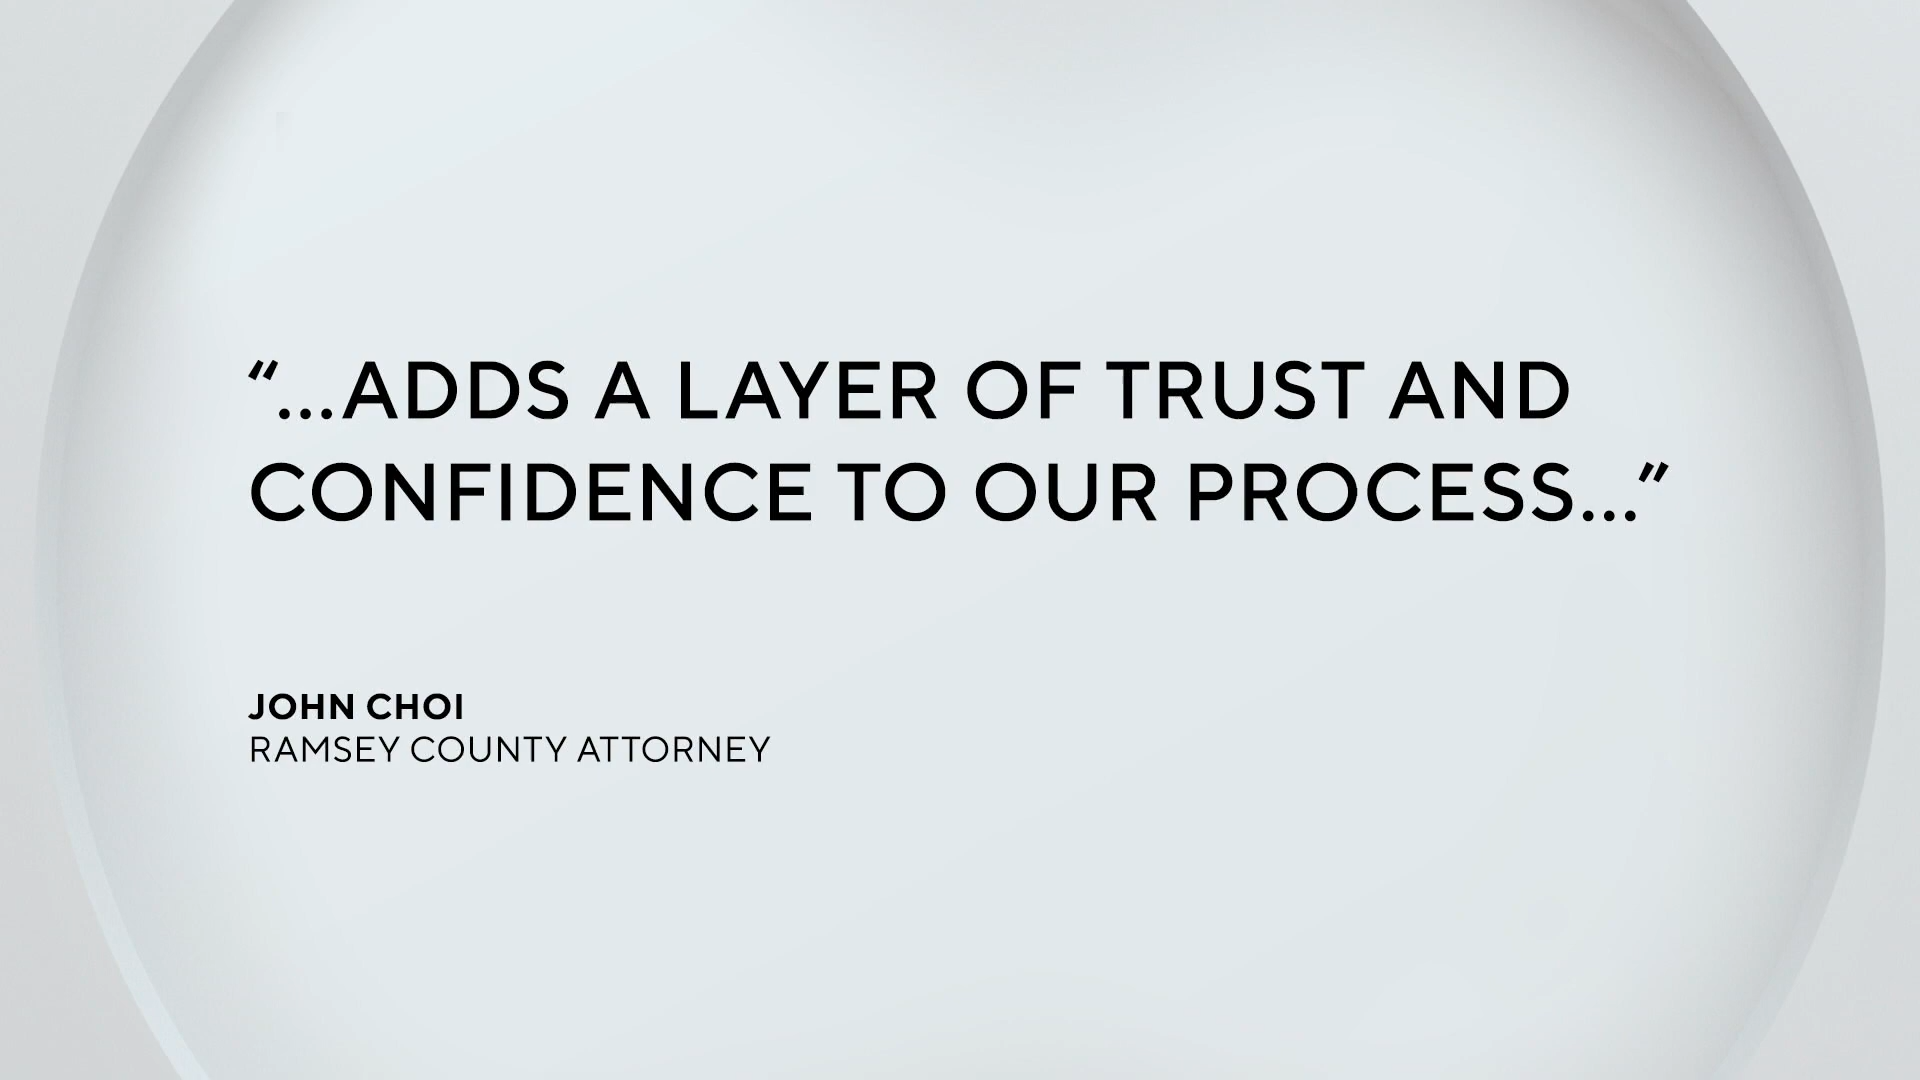 “...ADDS A LAYER OF TRUST AND
CONFIDENCE TO OUR PROCESS...”
JOHN CHOI
RAMSEY COUNTY ATTORNEY